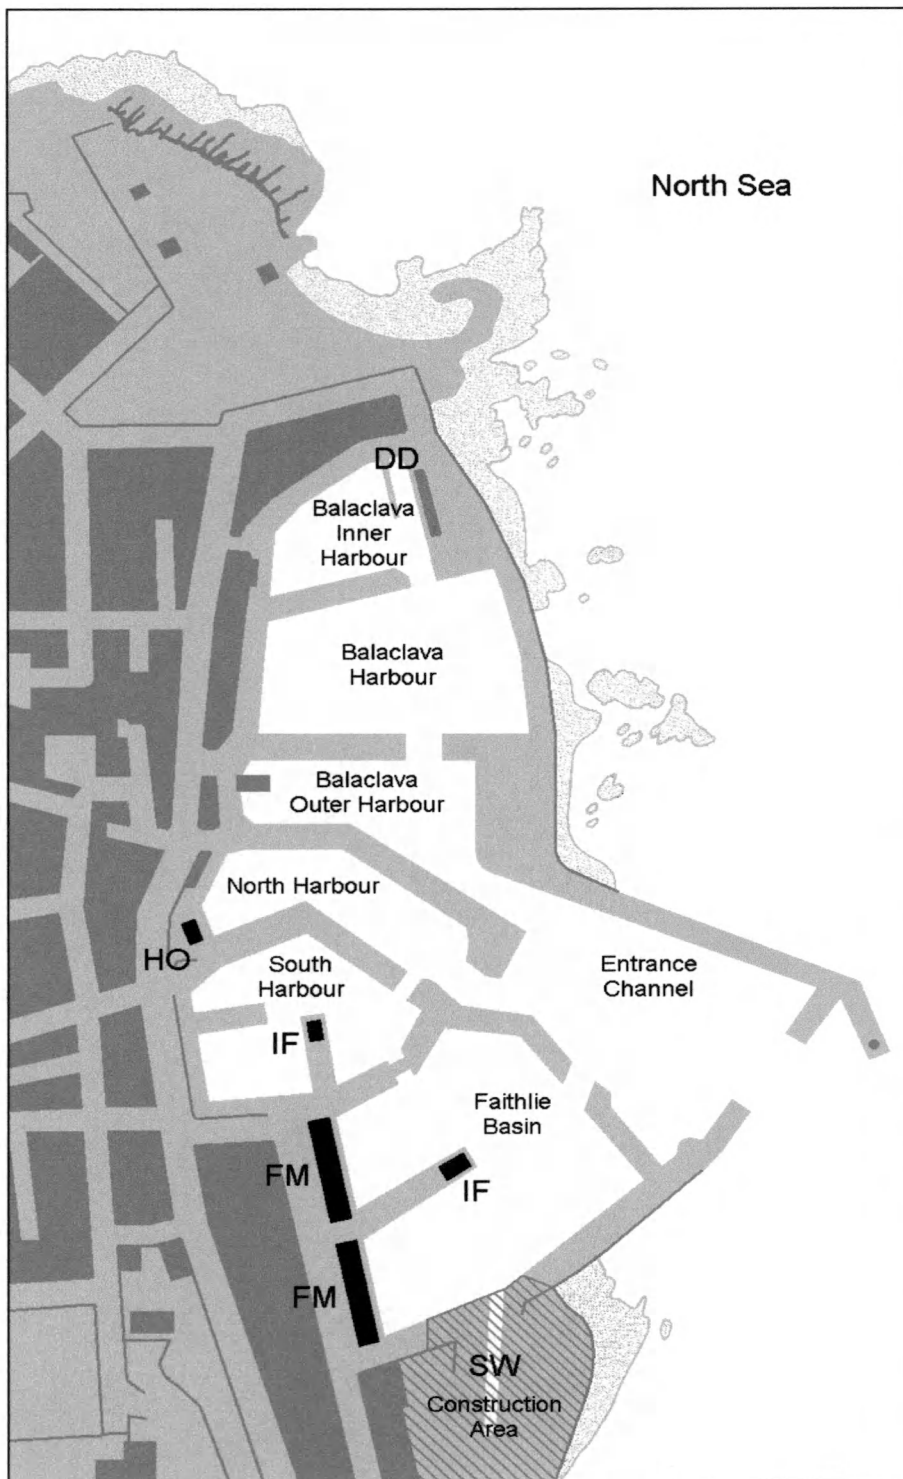 North Sea
DD
Balaclava
Inner
Harbour
Balaclava
Harbour
Balaclava
Outer Harbour
North Harbour
HO
South
Harbour
Entrance
Channel
IF
Faithlie
Basin
FM
IF
FM
SW
Construction
Area